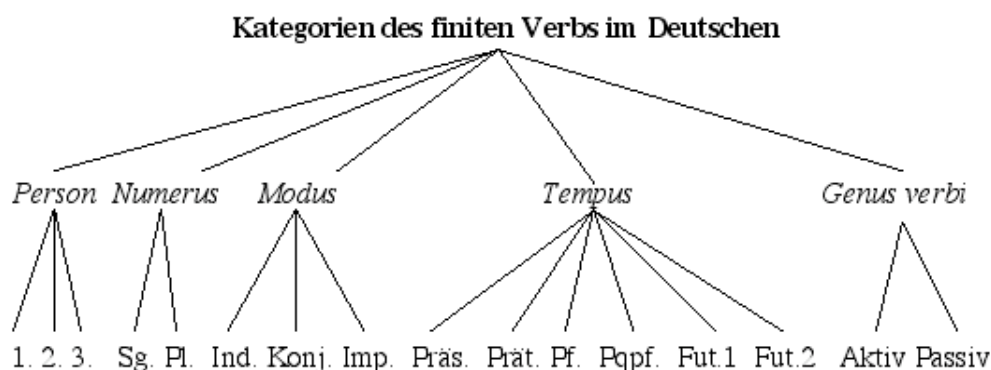 Kategorien des finiten Verbs im Deutschen
Person Numerus Modus Tempus Genus verbi
1. 2. 3. Sg. Pl. Ind. Konj. Imp. Präs. Prät. Pf. Pqpf. Fut.1 Fut.2 Aktiv Passiv